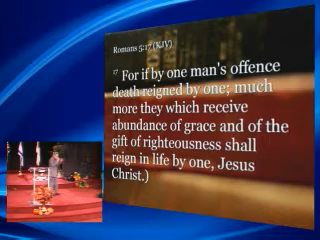 Romans 5:17 (KJV)
17 For if by one man's offence
death reigned by one; much
more they which receive
abundance of grace and of the
gift of righteousness shall
reign in life by one, Jesus
Christ.)